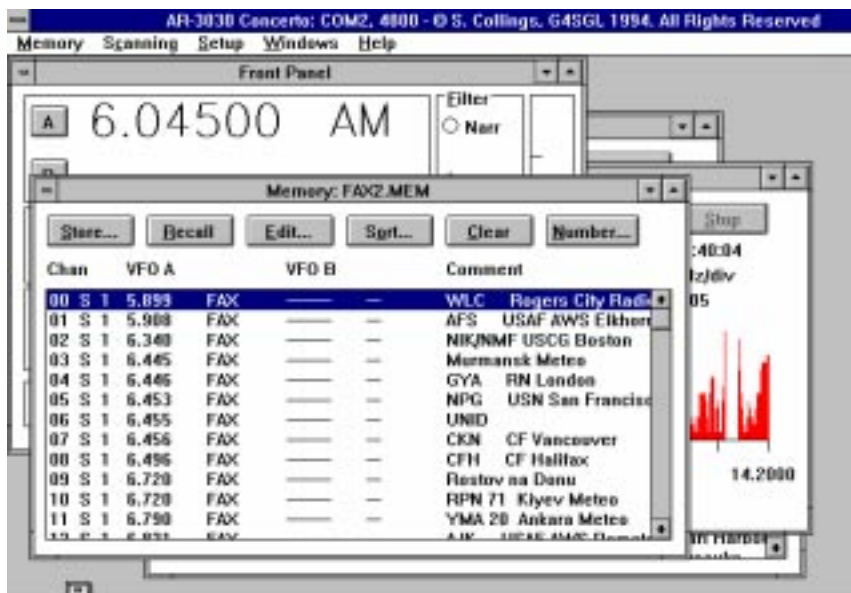 AR-3030 Concerto: COM2, 4800 - © S. Collings, G4SGL 1994. All Rights Reserved
Memory Scanning Setup Windows Help
Front Panel
A 6.04500 AM
Filter
Narr
Memory: FAX2.MEM
Store... Recall Edit... Sort... Clear Number...
Stop
:40:04
z/div
05
Chan VFO A VFO B Comment
00 S 1 5.899 FAX ——— — WLC Rogers City Radi
01 S 1 5.908 FAX ——— — AFS USAF AWS Elkhorn
02 S 1 6.340 FAX ——— — NIK/NMF USCG Boston
03 S 1 6.445 FAX ——— — Murmansk Meteo
04 S 1 6.446 FAX ——— — GYA RN London
05 S 1 6.453 FAX ——— — NPG USN San Francisc
06 S 1 6.455 FAX ——— — UNID
07 S 1 6.456 FAX ——— — CKN CF Vancouver
08 S 1 6.496 FAX ——— — CFH CF Halifax
09 S 1 6.720 FAX ——— — Rostov na Donu
10 S 1 6.720 FAX ——— — RPN 71 Kiyev Meteo
11 S 1 6.790 FAX ——— — YMA 20 Ankara Meteo
14.2000